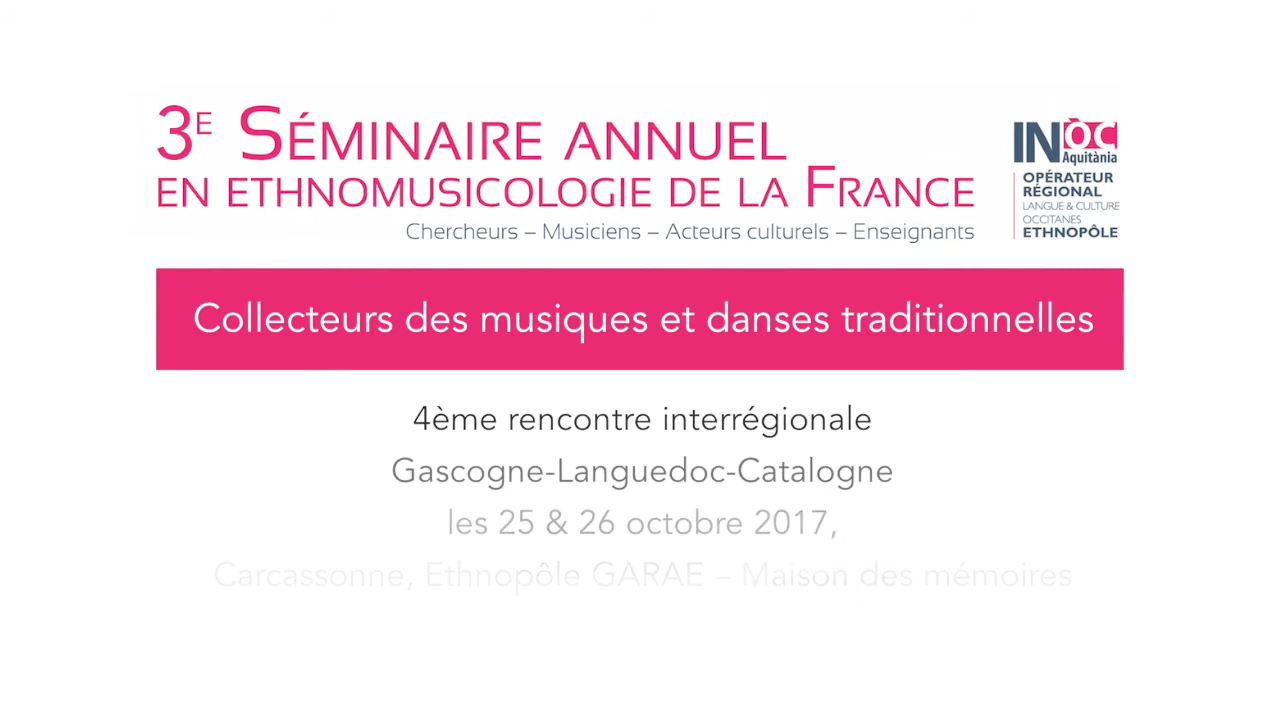 3E SÉMINAIRE ANNUEL
EN ETHNOMUSICOLOGIE DE LA FRANCE
Chercheurs – Musiciens – Acteurs culturels – Enseignants
INÒC
Aquitània
OPÉRATEUR
RÉGIONAL
LANGUE & CULTURE
OCCITANES
ETHNOPÔLE
Collecteurs des musiques et danses traditionnelles
4ème rencontre interrégionale
Gascogne-Languedoc-Catalogne
les 25 & 26 octobre 2017,
Carcassonne, Ethnopôle GARAE – Maison des mémoires